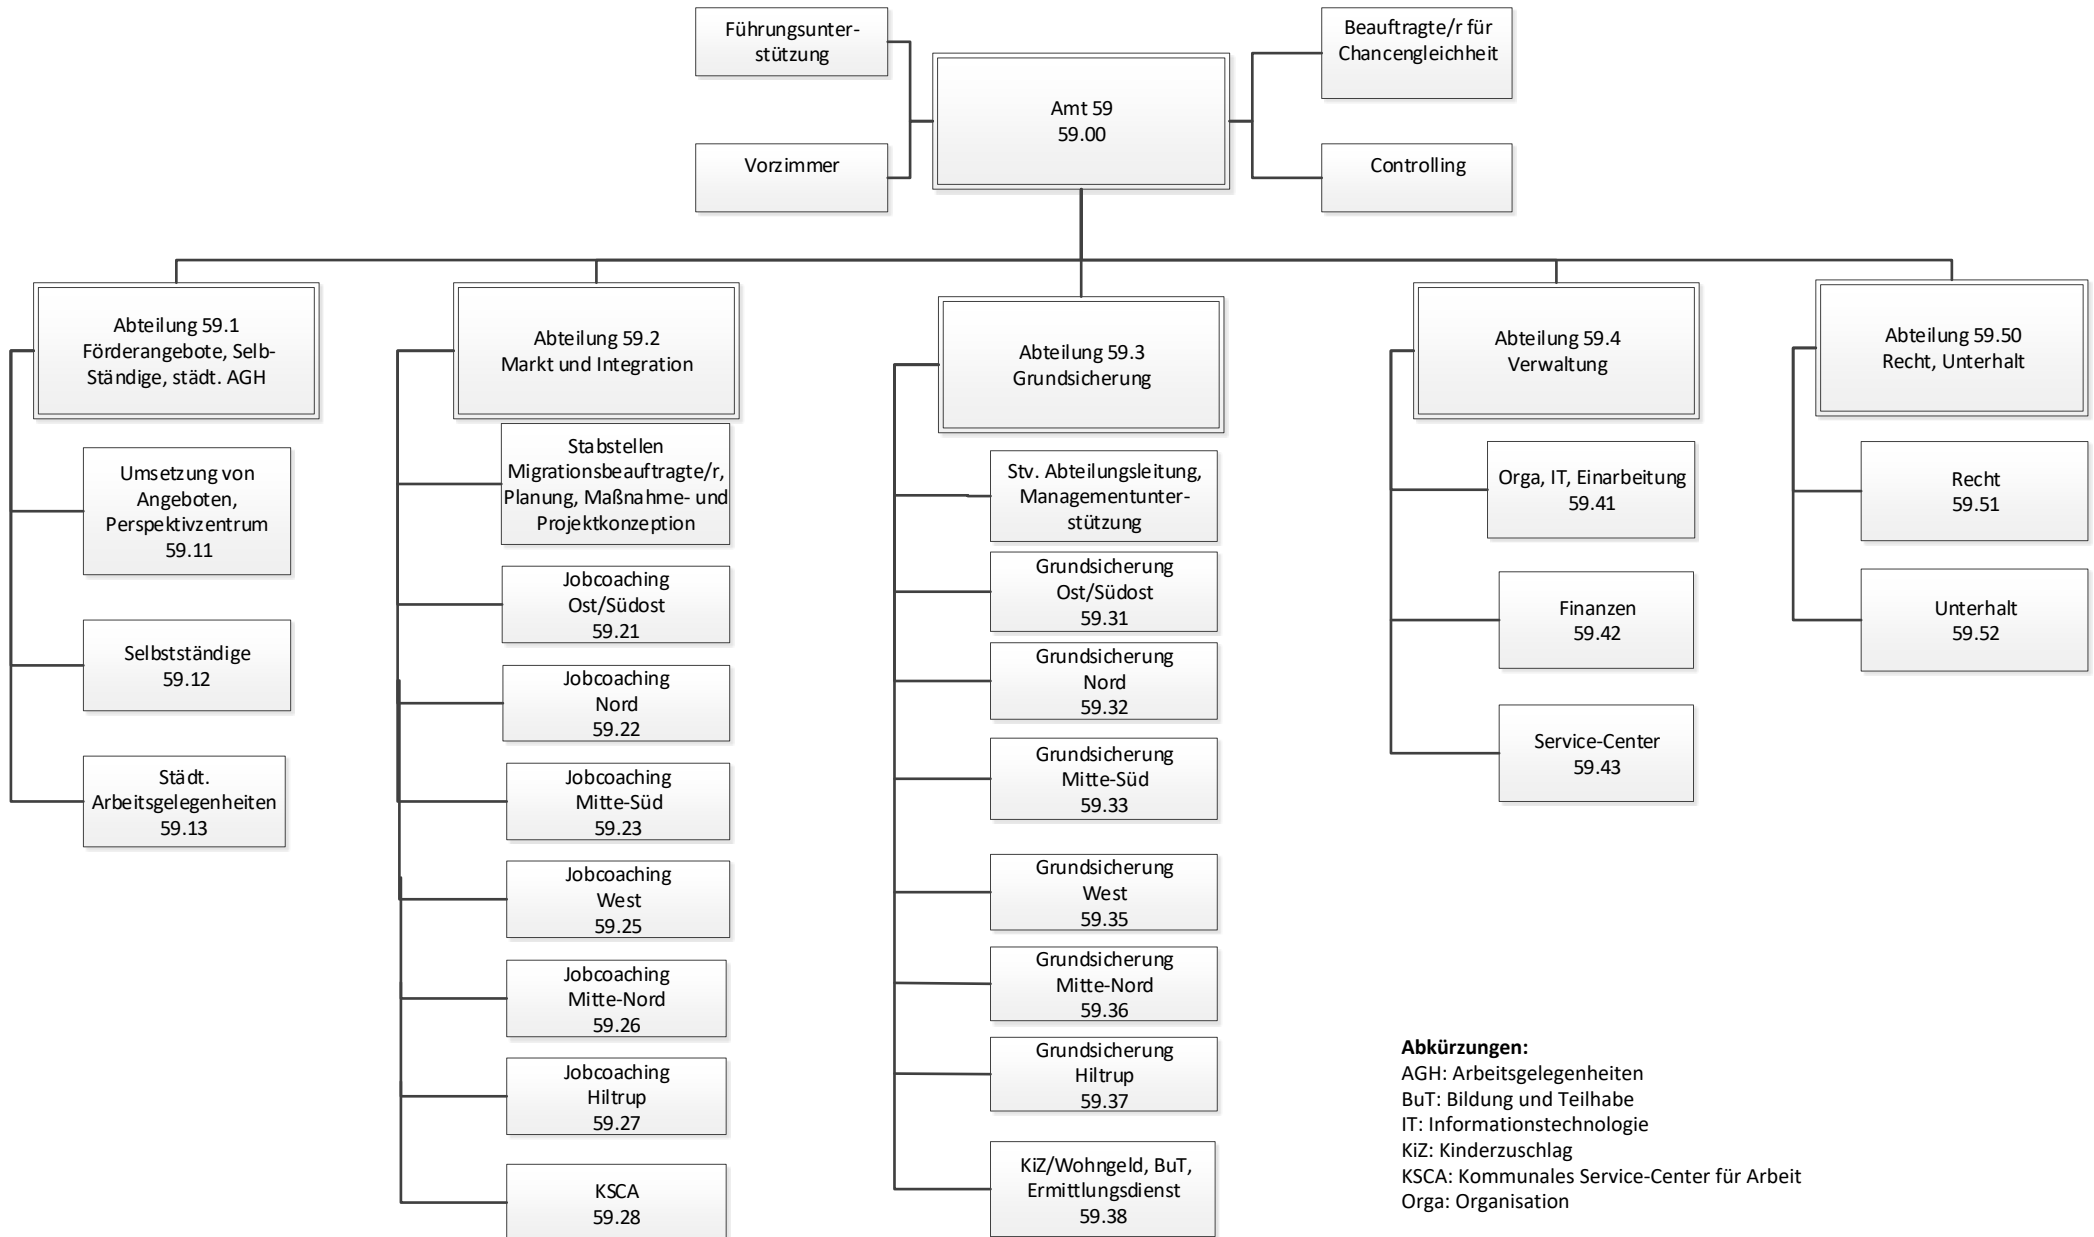 Führungsunter-
stützung
Beauftragte/r für
Chancengleichheit
Amt 59
59.00
Vorzimmer
Controlling
Abteilung 59.1
Förderangebote, Selb-
Ständige, städt. AGH
Umsetzung von
Angeboten,
Perspektivzentrum
59.11
Selbstständige
59.12
Städt.
Arbeitsgelegenheiten
59.13
Abteilung 59.2
Markt und Integration
Stabstellen
Migrationsbeauftragte/r,
Planung, Maßnahme- und
Projektkonzeption
Jobcoaching
Ost/Südost
59.21
Jobcoaching
Nord
59.22
Jobcoaching
Mitte-Süd
59.23
Jobcoaching
West
59.25
Jobcoaching
Mitte-Nord
59.26
Jobcoaching
Hiltrup
59.27
KSCA
59.28
Abteilung 59.3
Grundsicherung
Stv. Abteilungsleitung,
Managementunter-
stützung
Grundsicherung
Ost/Südost
59.31
Grundsicherung
Nord
59.32
Grundsicherung
Mitte-Süd
59.33
Grundsicherung
West
59.35
Grundsicherung
Mitte-Nord
59.36
Grundsicherung
Hiltrup
59.37
KiZ/Wohngeld, BuT,
Ermittlungsdienst
59.38
Abteilung 59.4
Verwaltung
Orga, IT, Einarbeitung
59.41
Finanzen
59.42
Service-Center
59.43
Abteilung 59.50
Recht, Unterhalt
Recht
59.51
Unterhalt
59.52
Abkürzungen:
AGH: Arbeitsgelegenheiten
BuT: Bildung und Teilhabe
IT: Informationstechnologie
KiZ: Kinderzuschlag
KSCA: Kommunales Service-Center für Arbeit
Orga: Organisation